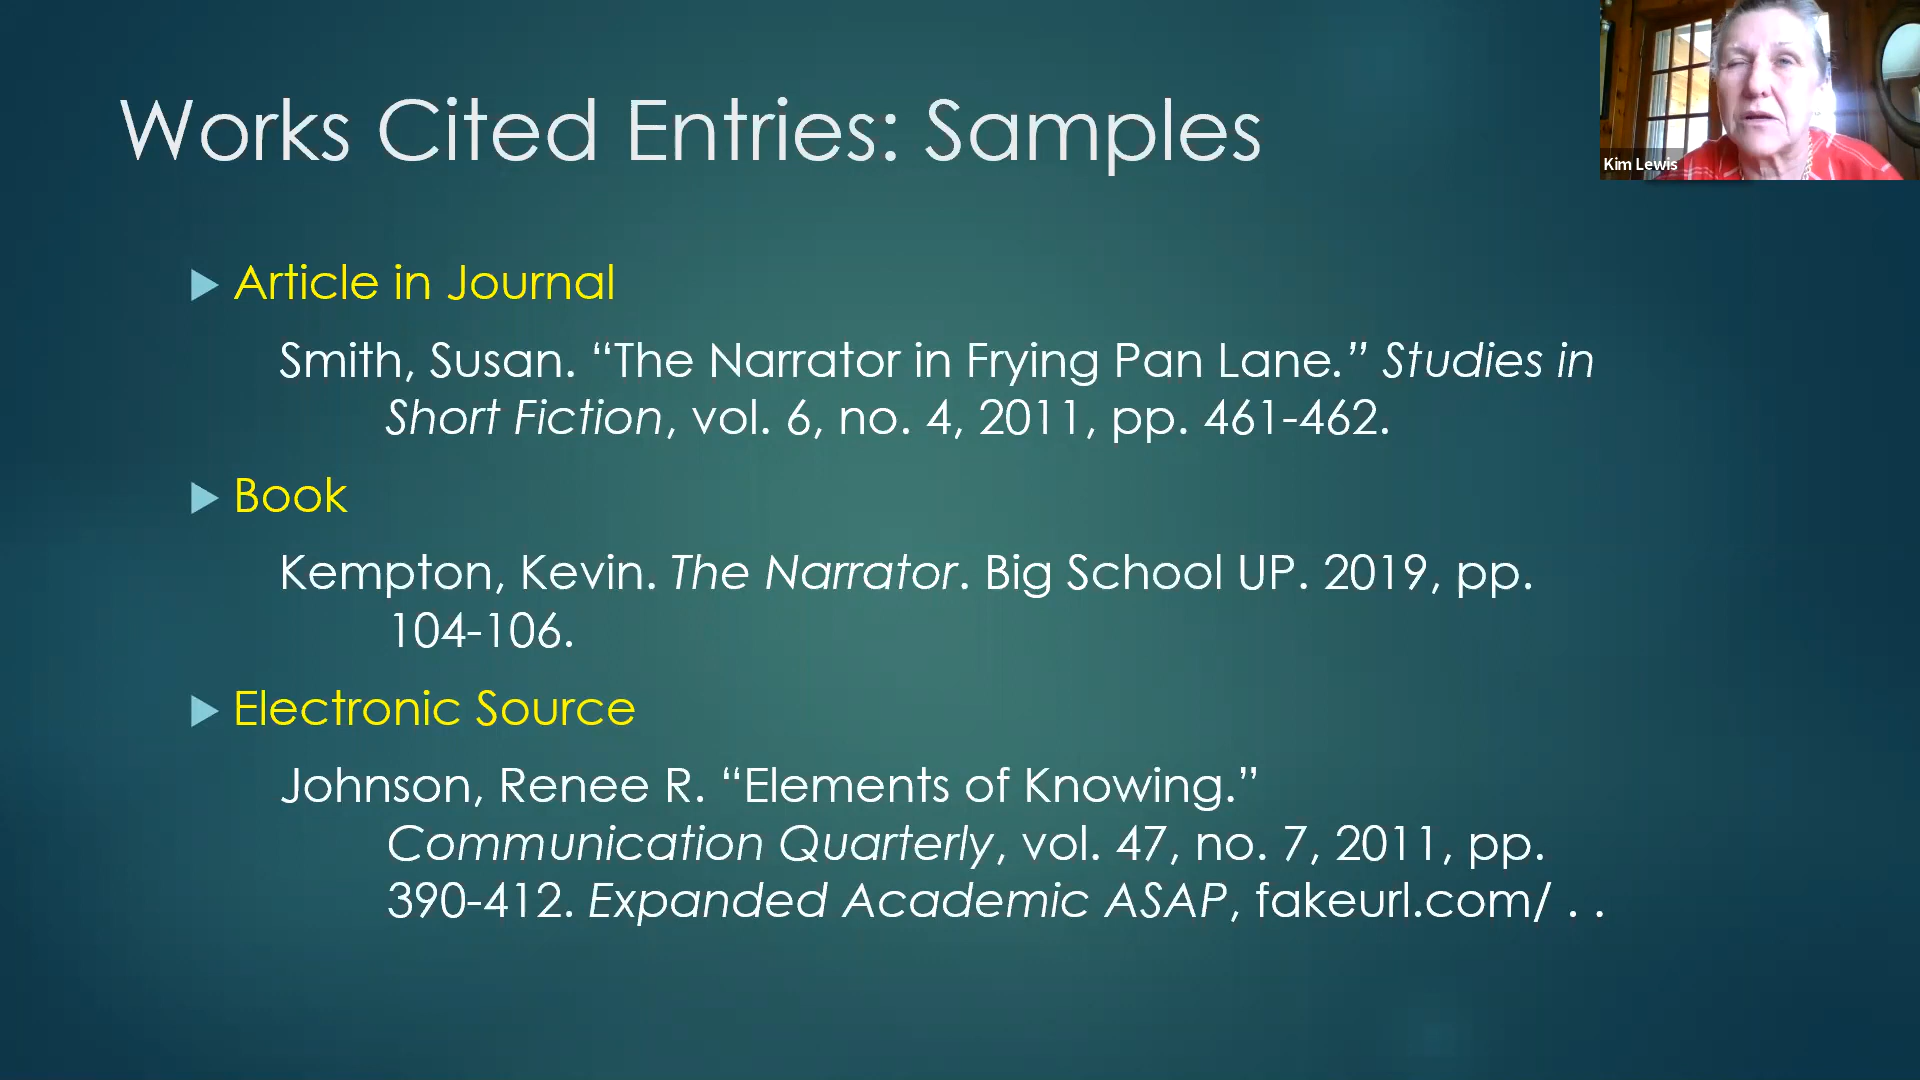 Works Cited Entries: Samples
Kim Lewis
Article in Journal
Smith, Susan. “The Narrator in Frying Pan Lane.” Studies in
Short Fiction, vol. 6, no. 4, 2011, pp. 461-462.
Book
Kempton, Kevin. The Narrator. Big School UP. 2019, pp.
104-106.
Electronic Source
Johnson, Renee R. “Elements of Knowing.”
Communication Quarterly, vol. 47, no. 7, 2011, pp.
390-412. Expanded Academic ASAP, fakeurl.com/ . .